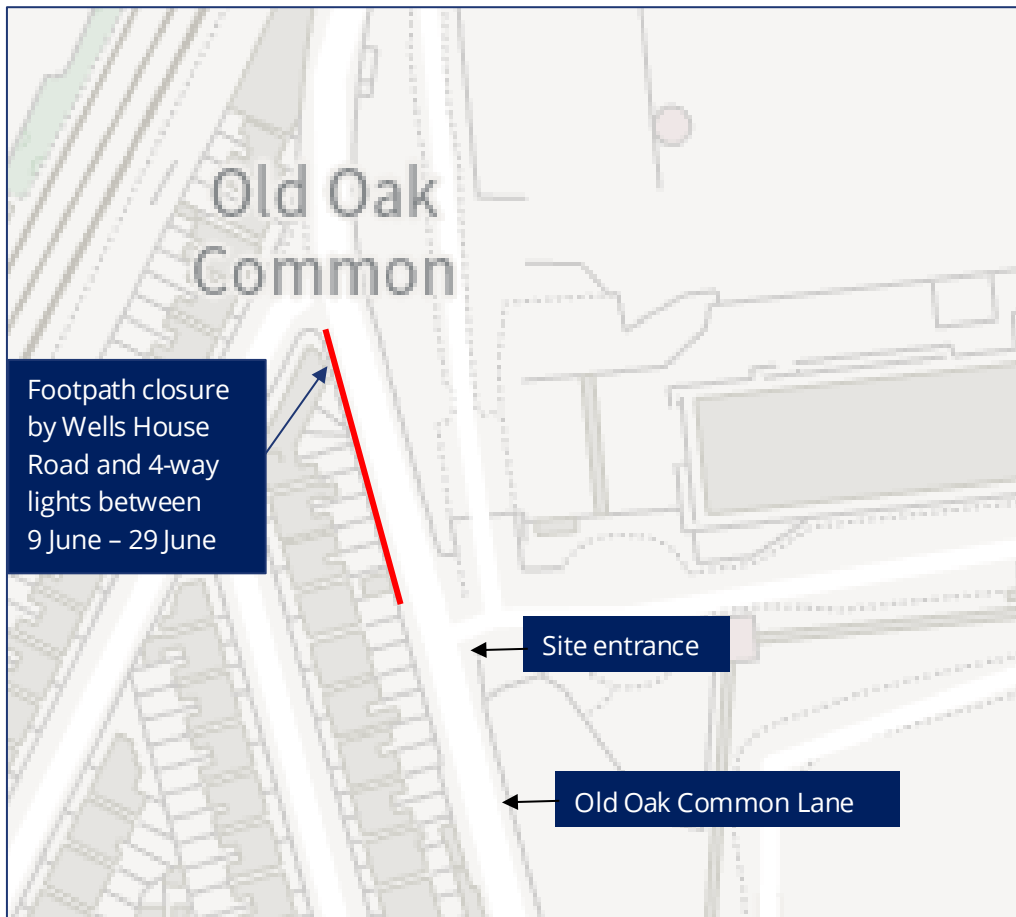 Old Oak
Common
Footpath closure
by Wells House
Road and 4-way
lights between
9 June – 29 June
Site entrance
Old Oak Common Lane